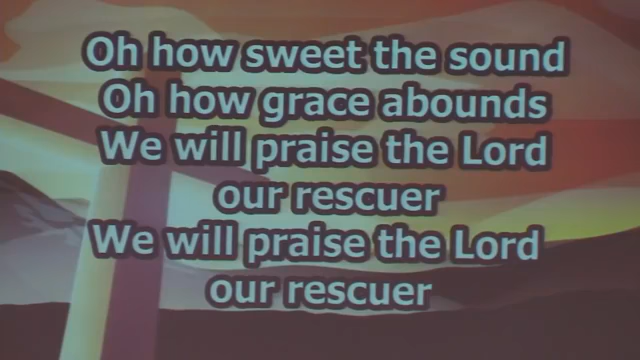 Oh how sweet the sound
Oh how grace abounds
We will praise the Lord
our rescuer
We will praise the Lord
our rescuer